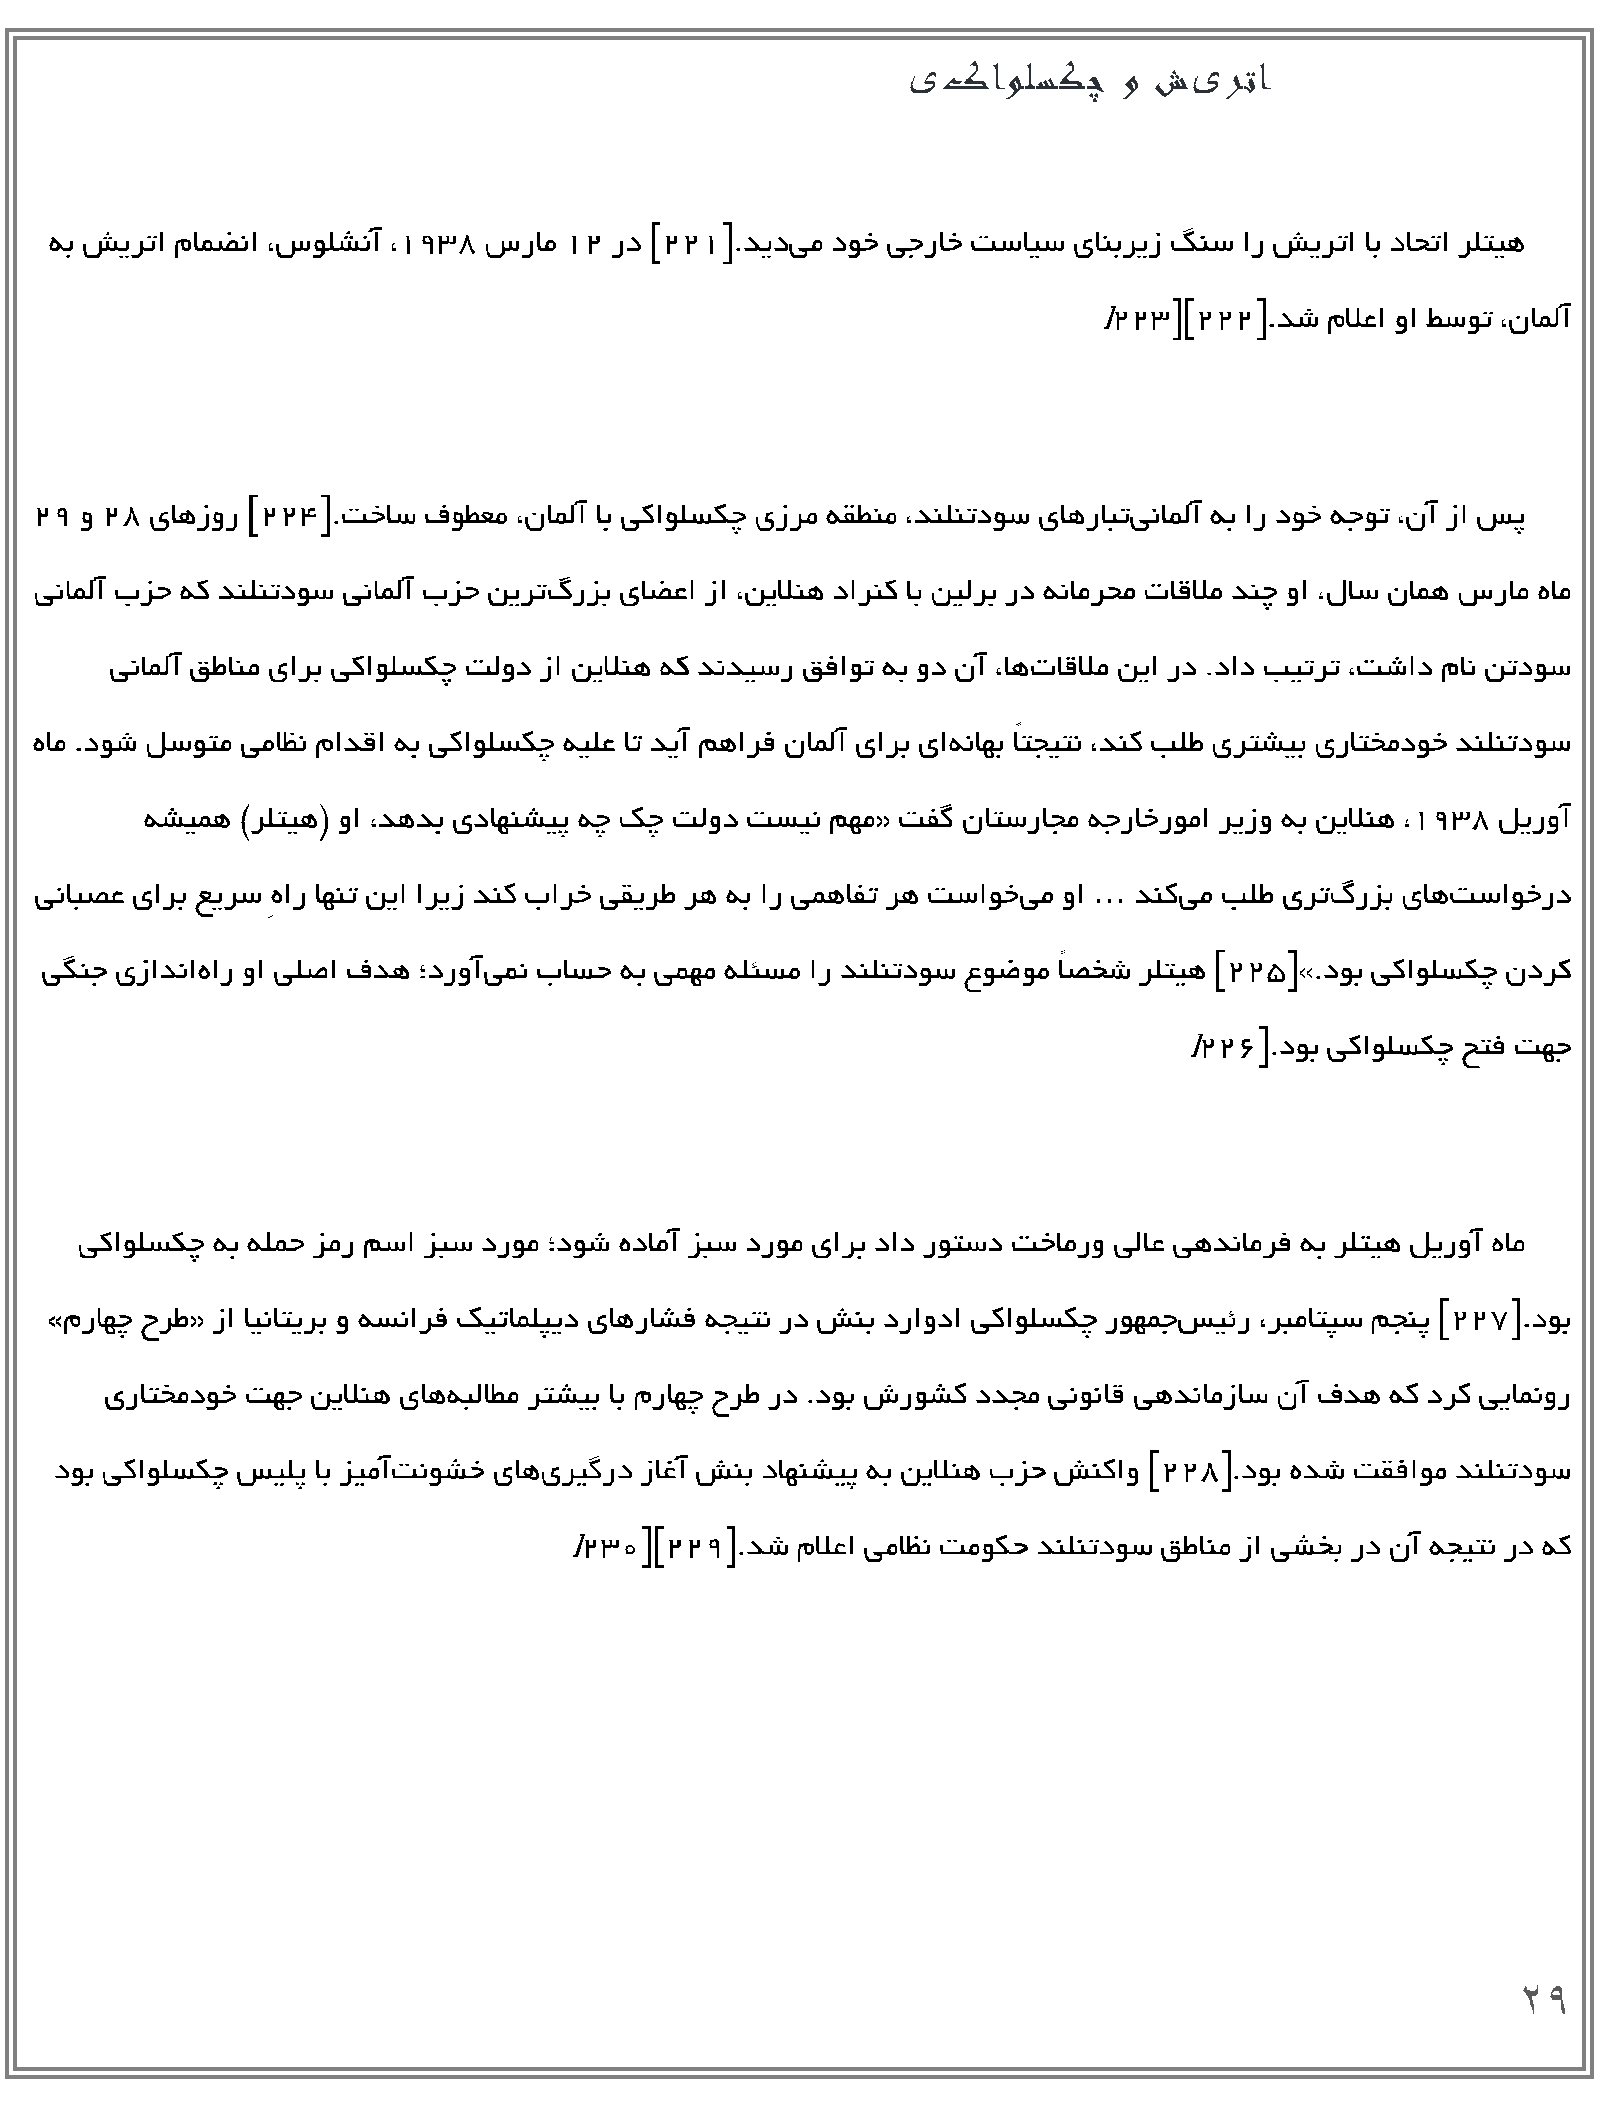 اتریش و چکسلواکی
هیتلر اتحاد با اتریش را سنگ زیربنای سیاست خارجی خود می‌دید.[۲۲۱] در ۱۲ مارس ۱۹۳۸، آنشلوس، انضمام اتریش به
آلمان، توسط او اعلام شد.[۲۲۲][۲۲۳/
پس از آن، توجه خود را به آلمانی‌تبارهای سودتنلند، منطقه مرزی چکسلواکی با آلمان، معطوف ساخت.[۲۲۴] روزهای ۲۸ و ۲۹
ماه مارس همان سال، او چند ملاقات محرمانه در برلین با کنراد هنلاین، از اعضای بزرگ‌ترین حزب آلمانی سودتنلند که حزب آلمانی
سودتن نام داشت، ترتیب داد. در این ملاقات‌ها، آن دو به توافق رسیدند که هنلاین از دولت چکسلواکی برای مناطق آلمانی
سودتنلند خودمختاری بیشتری طلب کند، نتیجتاً بهانه‌ای برای آلمان فراهم آید تا علیه چکسلواکی به اقدام نظامی متوسل شود. ماه
آوریل ۱۹۳۸، هنلاین به وزیر امورخارجه مجارستان گفت «مهم نیست دولت چک چه پیشنهادی بدهد، او (هیتلر) همیشه
درخواست‌های بزرگ‌تری طلب می‌کند ... او می‌خواست هر تفاهمی را به هر طریقی خراب کند زیرا این تنها راهِ سریع برای عصبانی
کردن چکسلواکی بود.»[۲۲۵] هیتلر شخصاً موضوع سودتنلند را مسئله مهمی به حساب نمی‌آورد؛ هدف اصلی او راه‌اندازی جنگی
جهت فتح چکسلواکی بود.[۲۲۶/
ماه آوریل هیتلر به فرماندهی عالی ورماخت دستور داد برای مورد سبز آماده شود؛ مورد سبز اسم رمز حمله به چکسلواکی
بود.[۲۲۷] پنجم سپتامبر، رئیس‌جمهور چکسلواکی ادوارد بنش در نتیجه فشارهای دیپلماتیک فرانسه و بریتانیا از «طرح چهارم»
رونمایی کرد که هدف آن سازماندهی قانونی مجدد کشورش بود. در طرح چهارم با بیشتر مطالبه‌های هنلاین جهت خودمختاری
سودتنلند موافقت شده بود.[۲۲۸] واکنش حزب هنلاین به پیشنهاد بنش آغاز درگیری‌های خشونت‌آمیز با پلیس چکسلواکی بود
که در نتیجه آن در بخشی از مناطق سودتنلند حکومت نظامی اعلام شد.[۲۲۹][۲۳۰/
۲۹